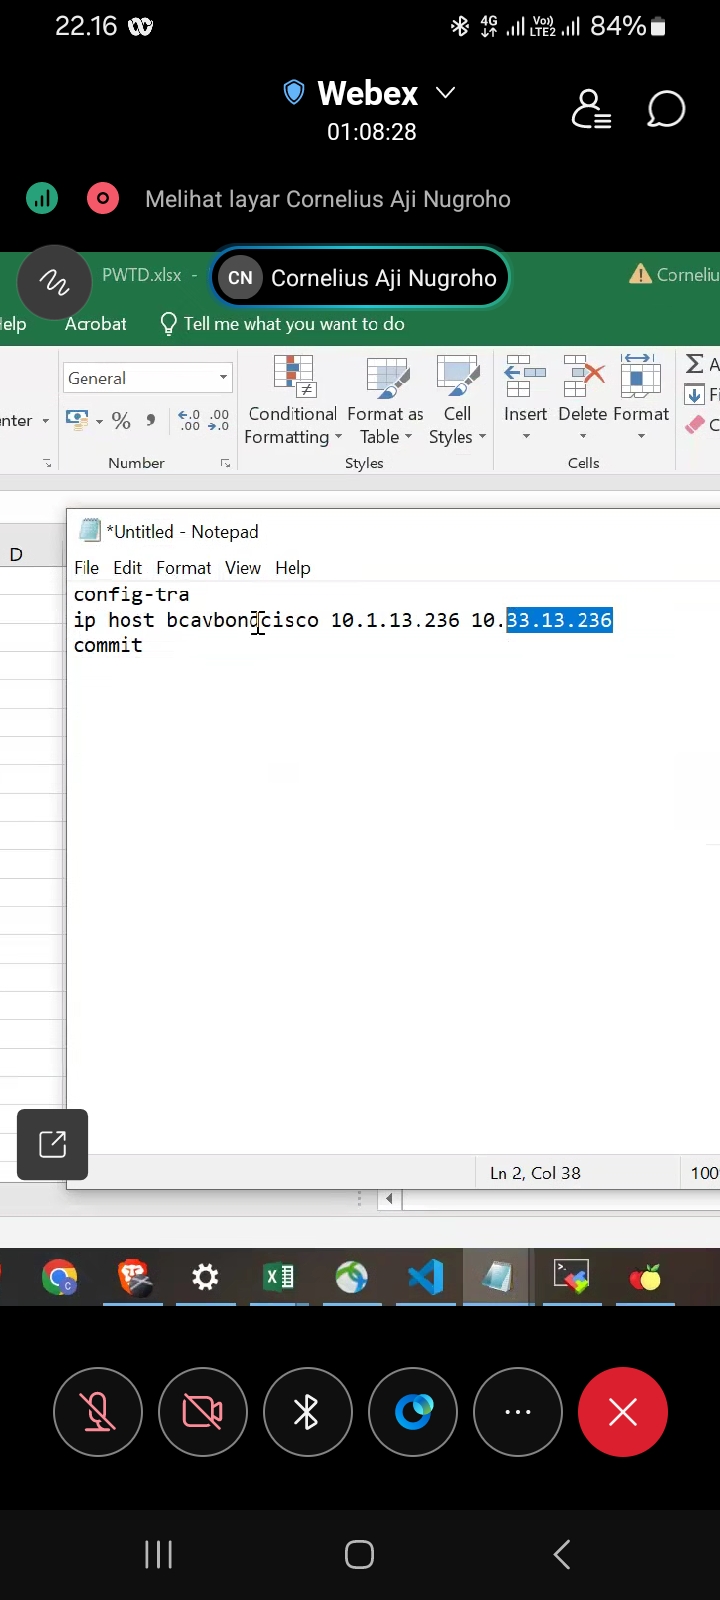 22.16
4G
Vo))
LTE2
84%
Webex
01:08:28
Melihat layar Cornelius Aji Nugroho
PWTD.xlsx -
CN Cornelius Aji Nugroho
Corneliu
elp
Acrobat
Tell me what you want to do
General
nter
%
Number
Conditional
Formatting
Format as
Table
Cell
Styles
Styles
Insert
Delete
Format
Cells
D
*Untitled - Notepad
File Edit Format View Help
config-tra
ip host bcavbondcisco 10.1.13.236 10.33.13.236
commit
Ln 2, Col 38
100